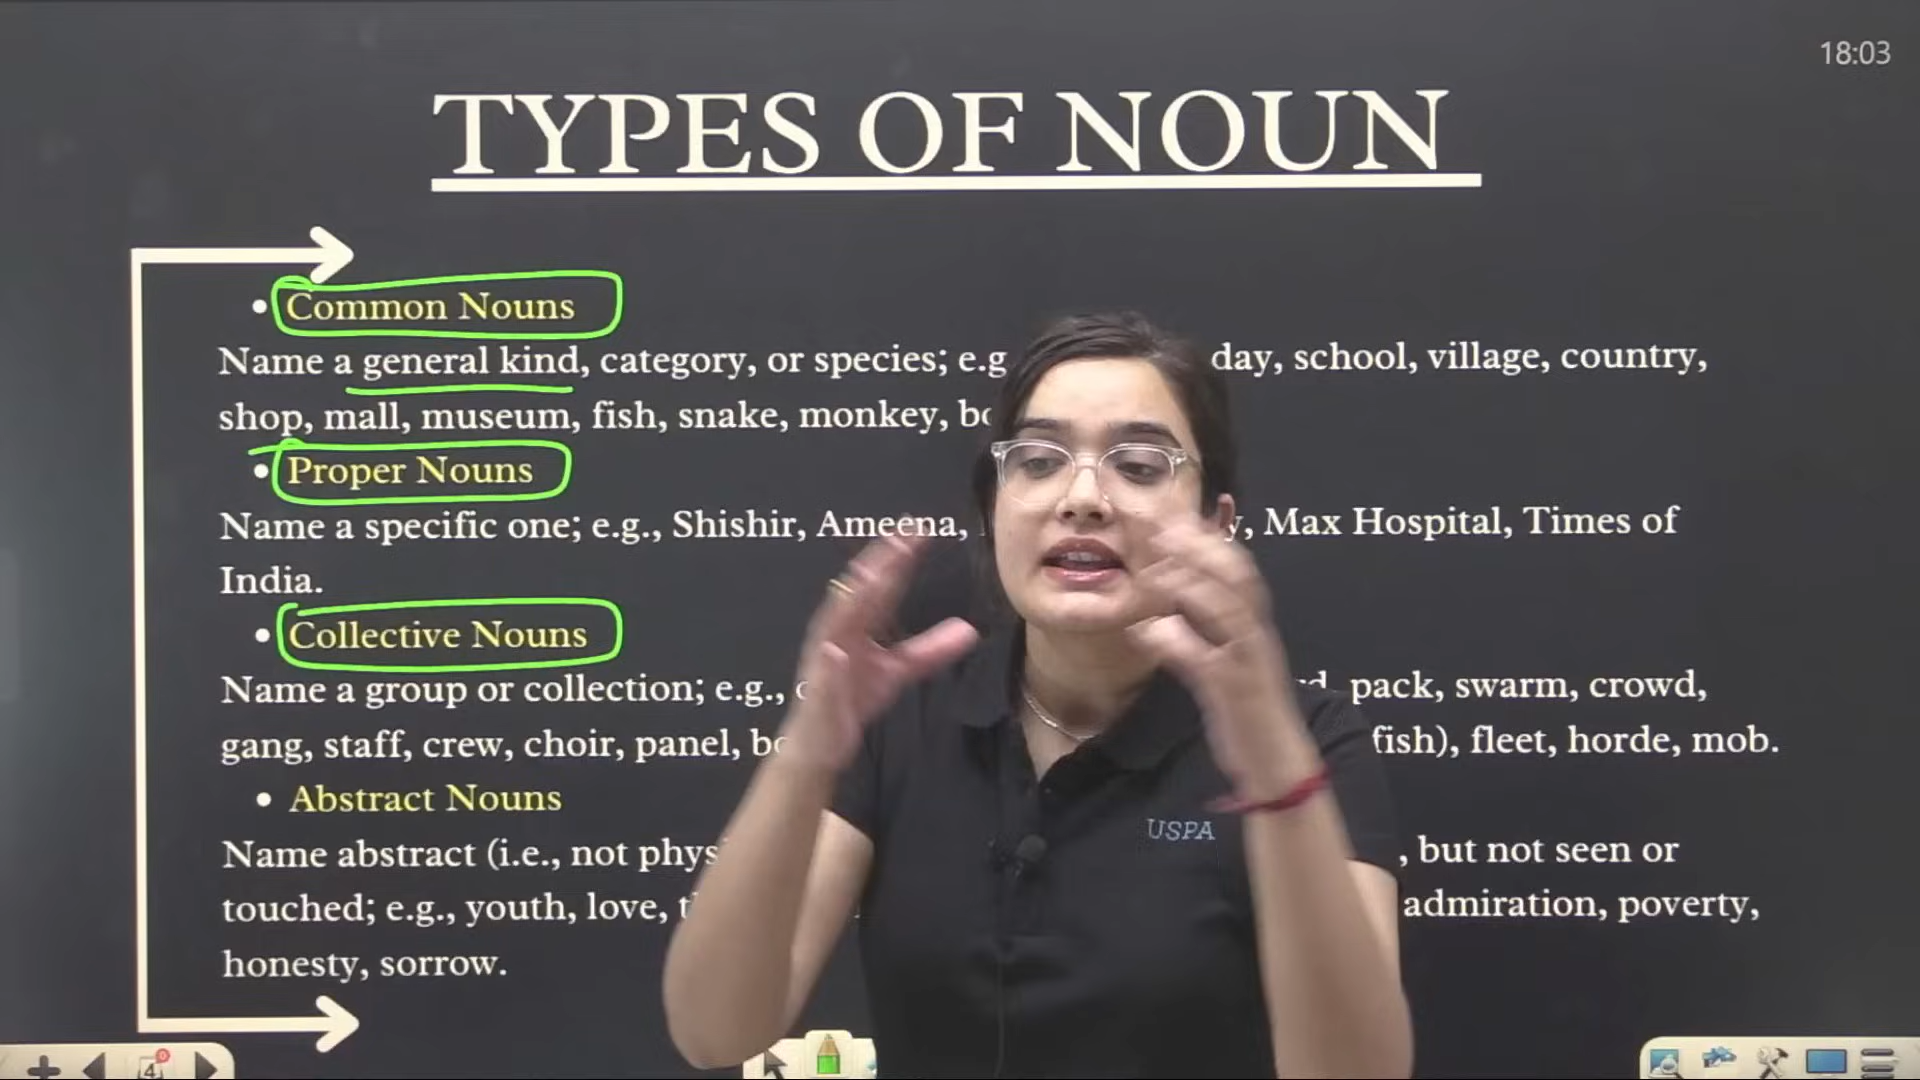 18:03
TYPES OF NOUN
• Common Nouns
Name a general kind, category, or species; e.g day, school, village, country,
shop, mall, museum, fish, snake, monkey,
• Proper Nouns
Name a specific one; e.g., Shishir, Ameena, Max Hospital, Times of
India.
• Collective Nouns
Name a group or collection; e.g., pack, swarm, crowd,
gang, staff, crew, choir, panel, fish), fleet, horde, mob.
• Abstract Nouns
Name abstract (i.e., not , but not seen or
touched; e.g., youth, love, admiration, poverty,
honesty, sorrow.
USPA
4